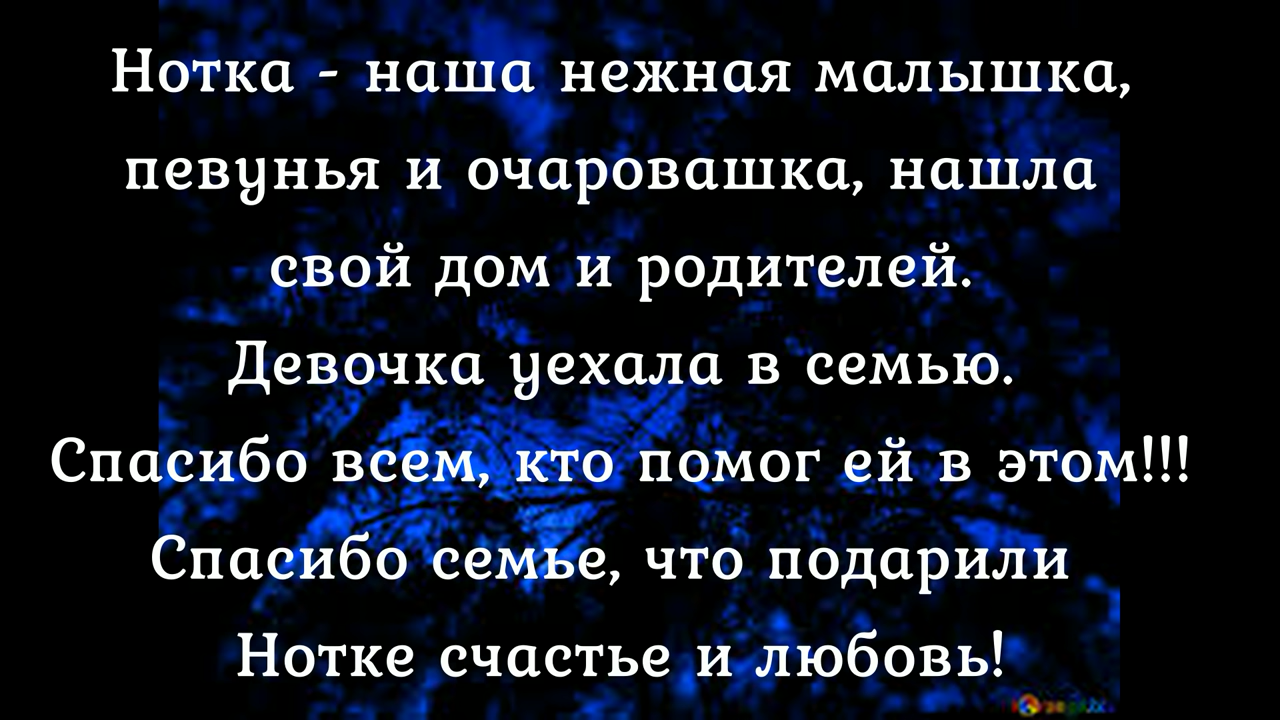 Нотка - наша нежная малышка,
певунья и очаровашка, нашла
свой дом и родителей.
Девочка уехала в семью.
Спасибо всем, кто помог ей в этом!!!
Спасибо семье, что подарили
Нотке счастье и любовь!